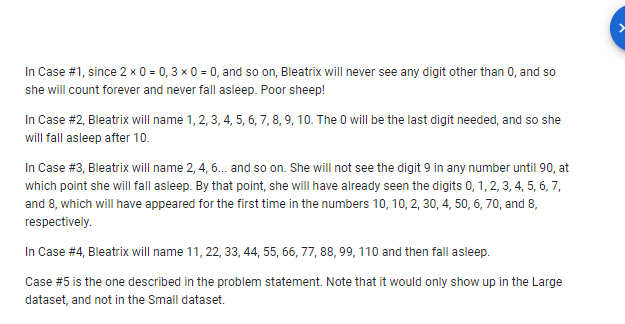 In Case #1, since 2 × 0 = 0, 3 × 0 = 0, and so on, Bleatrix will never see any digit other than 0, and so
she will count forever and never fall asleep. Poor sheep!
In Case #2, Bleatrix will name 1, 2, 3, 4, 5, 6, 7, 8, 9, 10. The 0 will be the last digit needed, and so she
will fall asleep after 10.
In Case #3, Bleatrix will name 2, 4, 6... and so on. She will not see the digit 9 in any number until 90, at
which point she will fall asleep. By that point, she will have already seen the digits 0, 1, 2, 3, 4, 5, 6, 7,
and 8, which will have appeared for the first time in the numbers 10, 10, 2, 30, 4, 50, 6, 70, and 8,
respectively.
In Case #4, Bleatrix will name 11, 22, 33, 44, 55, 66, 77, 88, 99, 110 and then fall asleep.
Case #5 is the one described in the problem statement. Note that it would only show up in the Large
dataset, and not in the Small dataset.